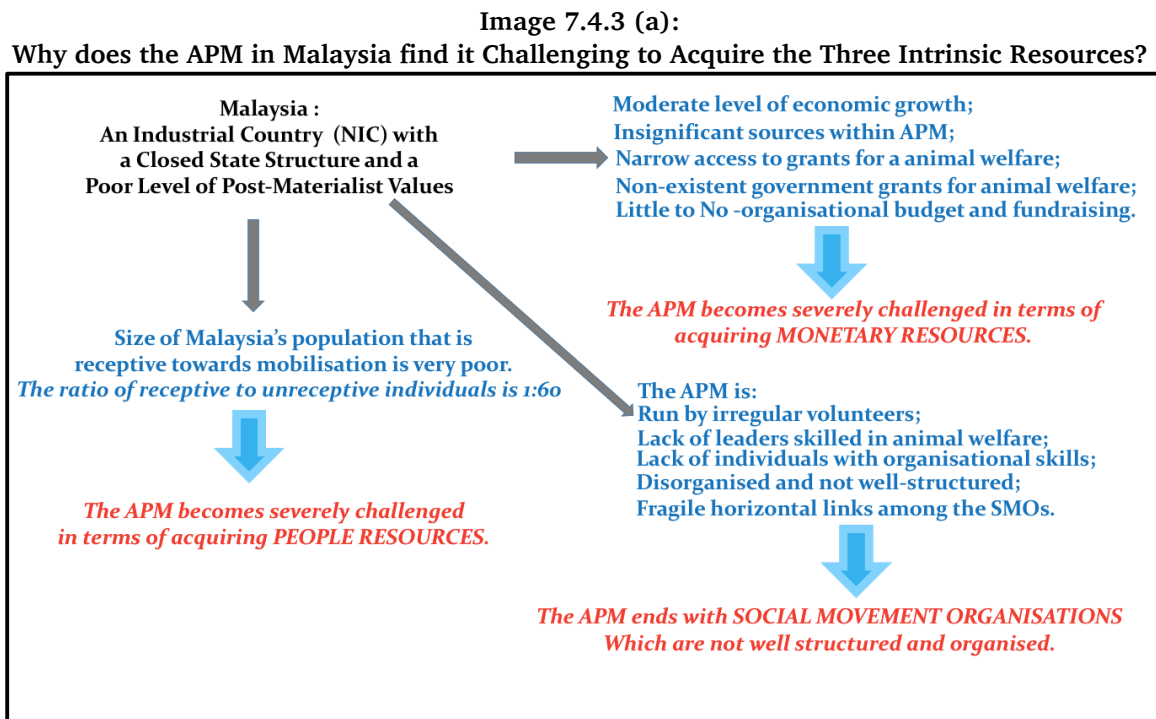 Image 7.4.3 (a):
Why does the APM in Malaysia find it Challenging to Acquire the Three Intrinsic Resources?
Malaysia :
An Industrial Country (NIC) with
a Closed State Structure and a
Poor Level of Post-Materialist Values
Moderate level of economic growth;
Insignificant sources within APM;
Narrow access to grants for a animal welfare;
Non-existent government grants for animal welfare;
Little to No -organisational budget and fundraising.
The APM becomes severely challenged in terms of
acquiring MONETARY RESOURCES.
Size of Malaysia's population that is
receptive towards mobilisation is very poor.
The ratio of receptive to unreceptive individuals is 1:60
The APM becomes severely challenged
in terms of acquiring PEOPLE RESOURCES.
The APM is:
Run by irregular volunteers;
Lack of leaders skilled in animal welfare;
Lack of individuals with organisational skills;
Disorganised and not well-structured;
Fragile horizontal links among the SMOs.
The APM ends with SOCIAL MOVEMENT ORGANISATIONS
Which are not well structured and organised.